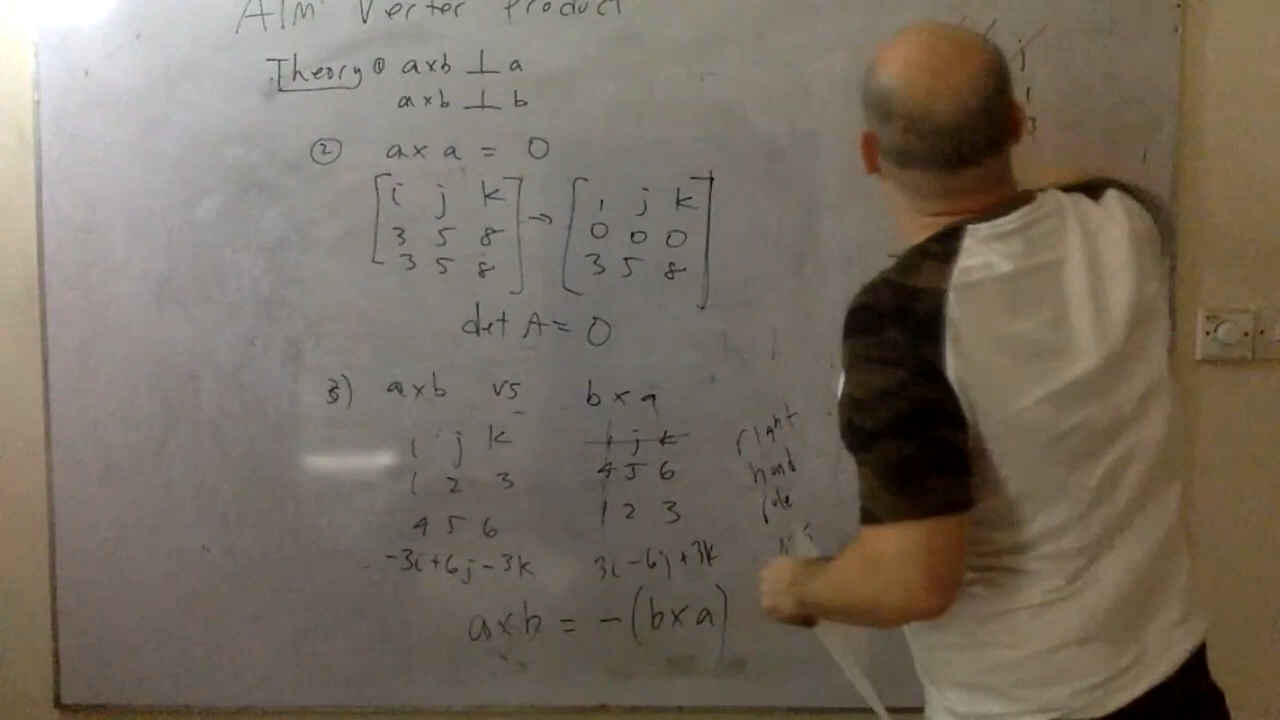 AIM Vector Product
Theory ① a×b ⊥ a
a×b ⊥ b
② a×a = 0
[i j k → [i j k
3 5 8 0 0 0
3 5 8] 3 5 8]
det A = 0
3) a×b vs b×a
i j k i j k
1 2 3 4 5 6
4 5 6 1 2 3
-3i+6j-3k 3i-6j+3k
a×b = -(b×a)
right
hand
rule
j
1
3